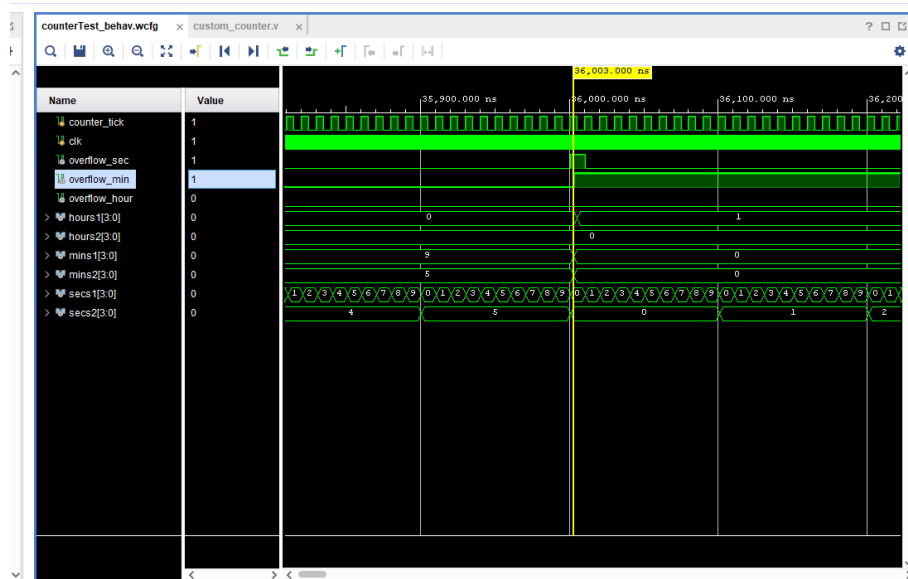 counterTest_behav.wcfg × custom_counter.v × ?
36,003.000 ns
Name Value 35,900.000 ns 36,000.000 ns 36,100.000 ns 36,200
counter_tick 1
clk 1
overflow_sec 1
overflow_min 1
overflow_hour 0
hours1[3:0] 0 0 1
hours2[3:0] 0 0
mins1[3:0] 0 9 0
mins2[3:0] 0 5 0
secs1[3:0] 0 1 2 3 4 5 6 7 8 9 0 1 2 3 4 5 6 7 8 9 0 1 2 3 4 5 6 7 8 9 0 1 2 3 4 5 6 7 8 9 0 1
secs2[3:0] 0 4 5 0 1 2